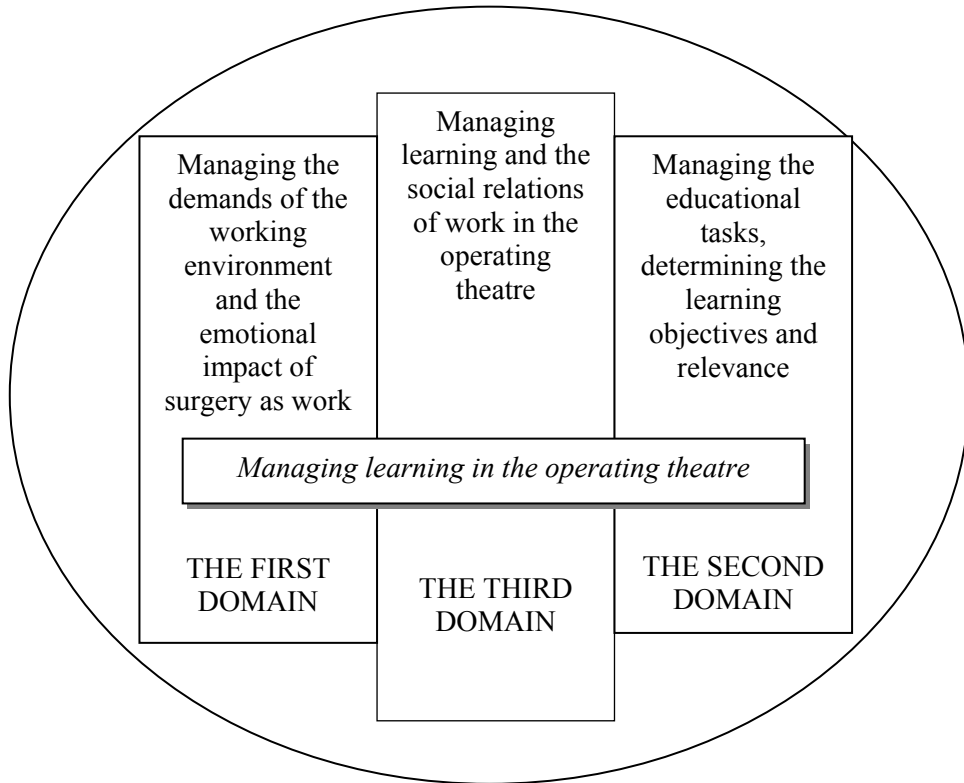 Managing the
demands of the
working
environment
and the
emotional
impact of
surgery as work
THE FIRST
DOMAIN
Managing
learning and the
social relations
of work in the
operating
theatre
THE THIRD
DOMAIN
Managing the
educational
tasks,
determining the
learning
objectives and
relevance
THE SECOND
DOMAIN
Managing learning in the operating theatre